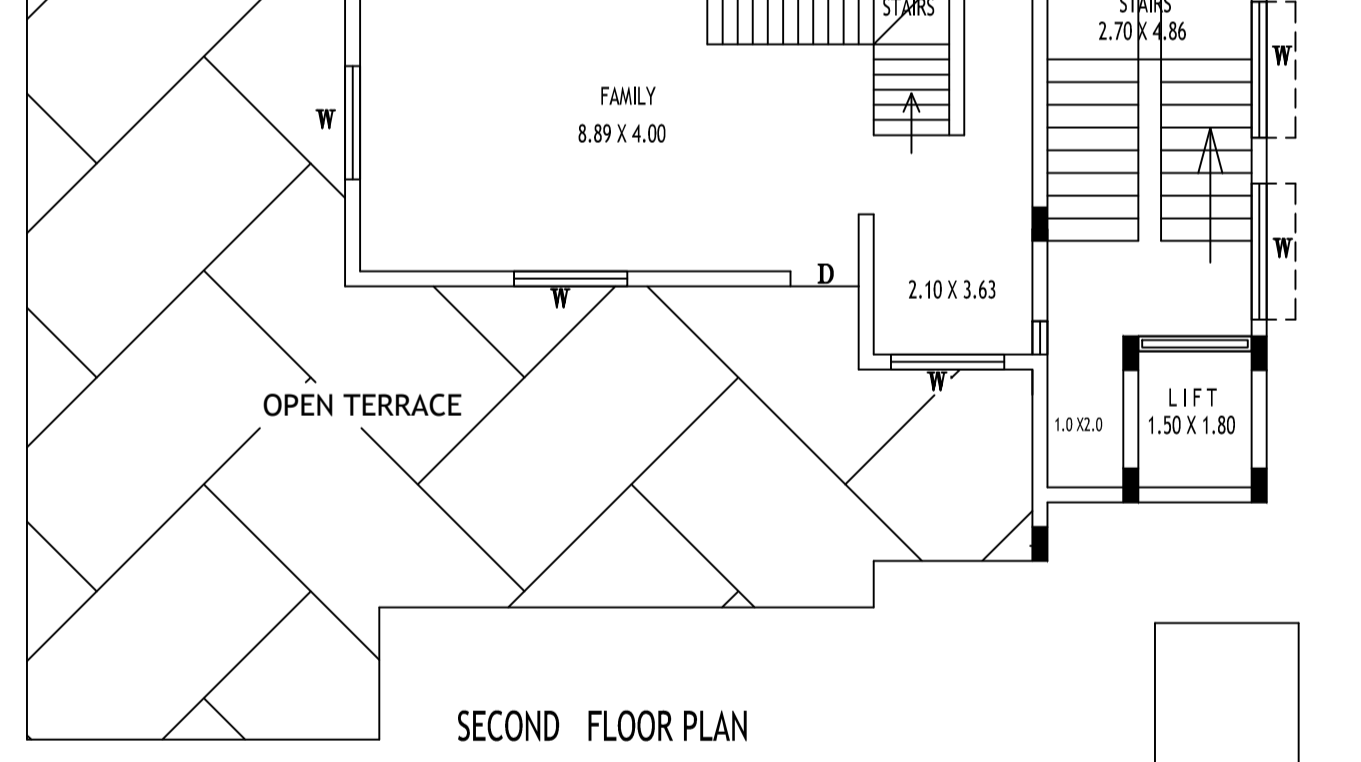 STAIRS
STAIRS
2.70 X 4.86
W
FAMILY
8.89 X 4.00
W
W
D
W
2.10 X 3.63
W
OPEN TERRACE
LIFT
1.50 X 1.80
1.0 X2.0
SECOND FLOOR PLAN